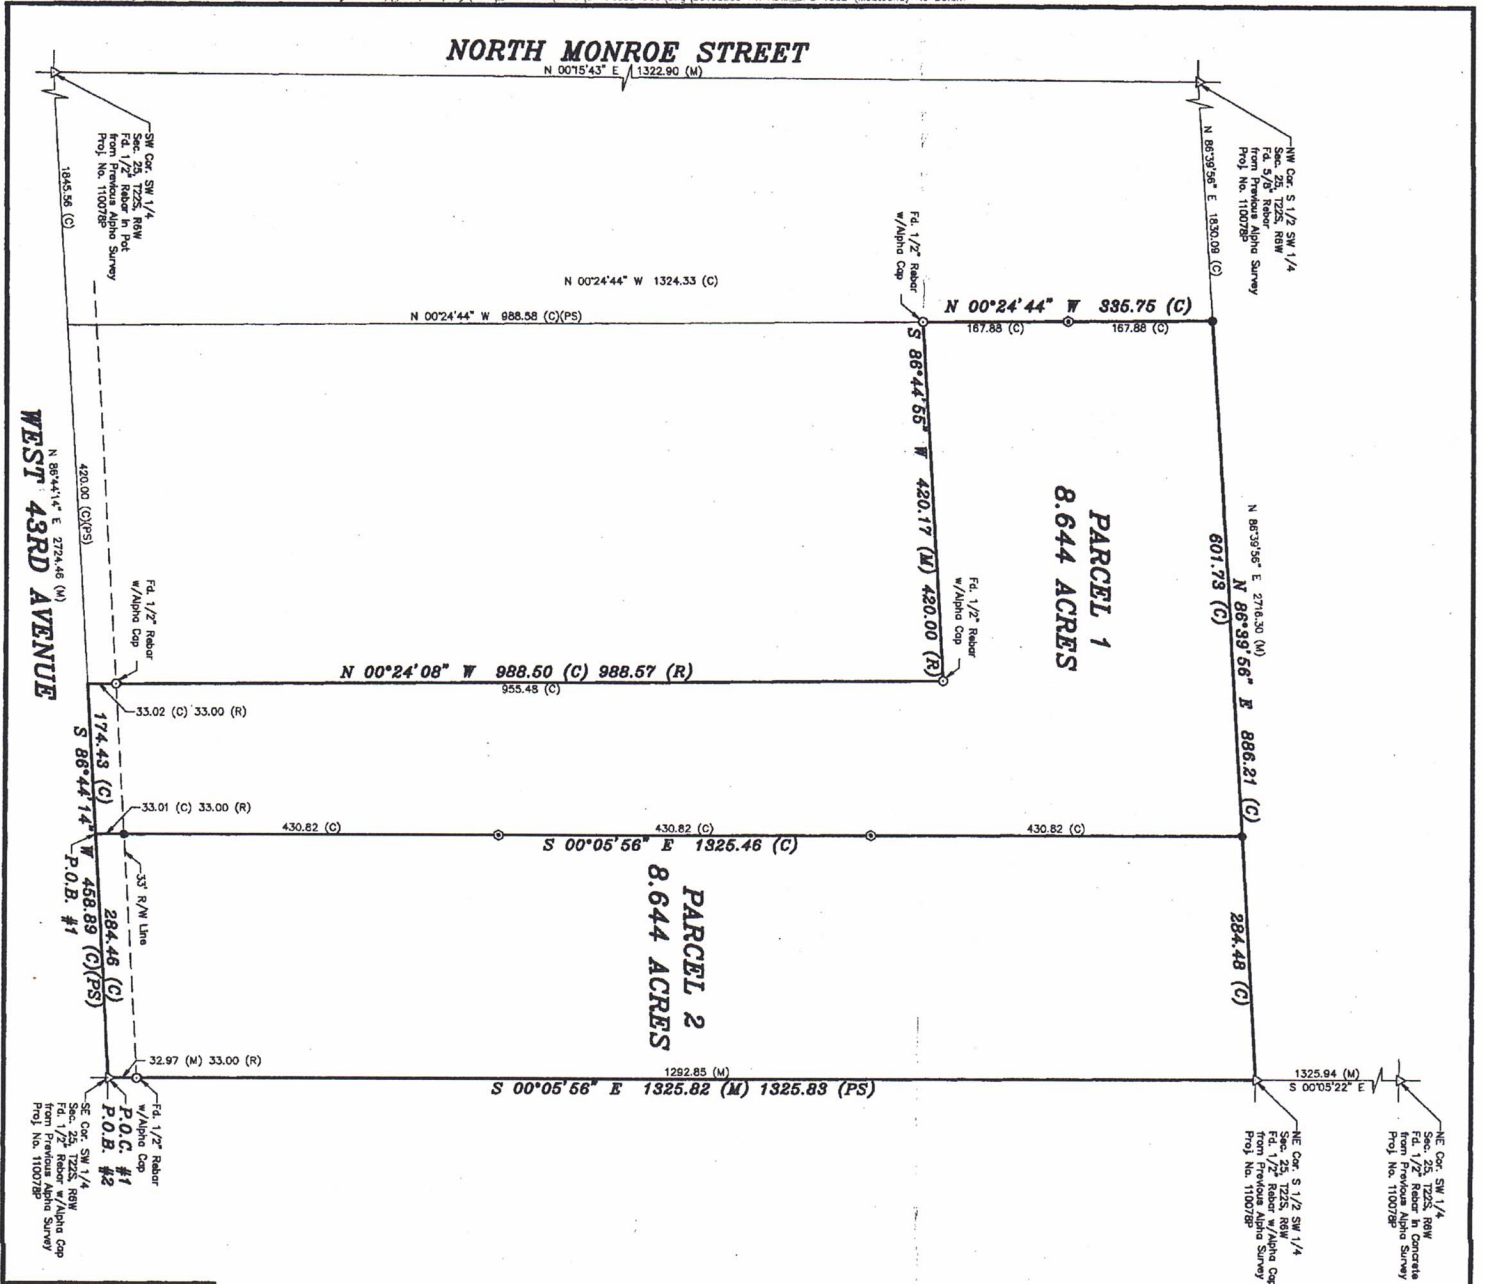 NORTH MONROE STREET
N 00°15'43" E 1322.90 (M)
SW Cor. SW 1/4
Sec. 25, T22S, R6W
Fd. 1/2" Rebar in Pot
from Previous Alpha Survey
Proj. No. 110078P
1845.56 (C)
NW Cor. S 1/2 SW 1/4
Sec. 25, T22S, R6W
Fd. 5/8" Rebar
from Previous Alpha Survey
Proj. No. 110078P
N 86°39'56" E 1830.09 (C)
Fd. 1/2" Rebar
w/Alpha Cap
N 00°24'44" W 1324.33 (C)
N 00°24'44" W 988.58 (C)(PS)
N 00°24'44" W 335.75 (C)
167.88 (C)
167.88 (C)
S 86°44'55" W 420.17 (M) 420.00 (R)
PARCEL 1
8.644 ACRES
N 86°39'56" E 2716.30 (M)
N 86°39'56" E 886.21 (C)
601.73 (C)
WEST 43RD AVENUE
N 86°44'14" E 2724.46 (M)
420.00 (C)(PS)
Fd. 1/2" Rebar
w/Alpha Cap
Fd. 1/2" Rebar
w/Alpha Cap
N 00°24'08" W 988.50 (C) 988.57 (R)
955.48 (C)
33.02 (C) 33.00 (R)
174.43 (C)
S 86°44'14" W 458.89 (C)(PS)
33.01 (C) 33.00 (R)
430.82 (C)
430.82 (C)
430.82 (C)
S 00°05'56" E 1325.46 (C)
P.O.B. #1
33' R/W Line
284.46 (C)
PARCEL 2
8.644 ACRES
284.48 (C)
32.97 (M) 33.00 (R)
1292.85 (M)
S 00°05'56" E 1325.82 (M) 1325.83 (PS)
1325.94 (M)
S 00°05'22" E
Fd. 1/2" Rebar
w/Alpha Cap
P.O.C. #1
P.O.B. #2
SE Cor. SW 1/4
Sec. 25, T22S, R6W
Fd. 1/2" Rebar w/Alpha Cap
from Previous Alpha Survey
Proj. No. 110078P
NE Cor. S 1/2 SW 1/4
Sec. 25, T22S, R6W
Fd. 1/2" Rebar w/Alpha Cap
from Previous Alpha Survey
Proj. No. 110078P
NE Cor. SW 1/4
Sec. 25, T22S, R6W
Fd. 1/2" Rebar in Concrete
from Previous Alpha Survey
Proj. No. 110078P